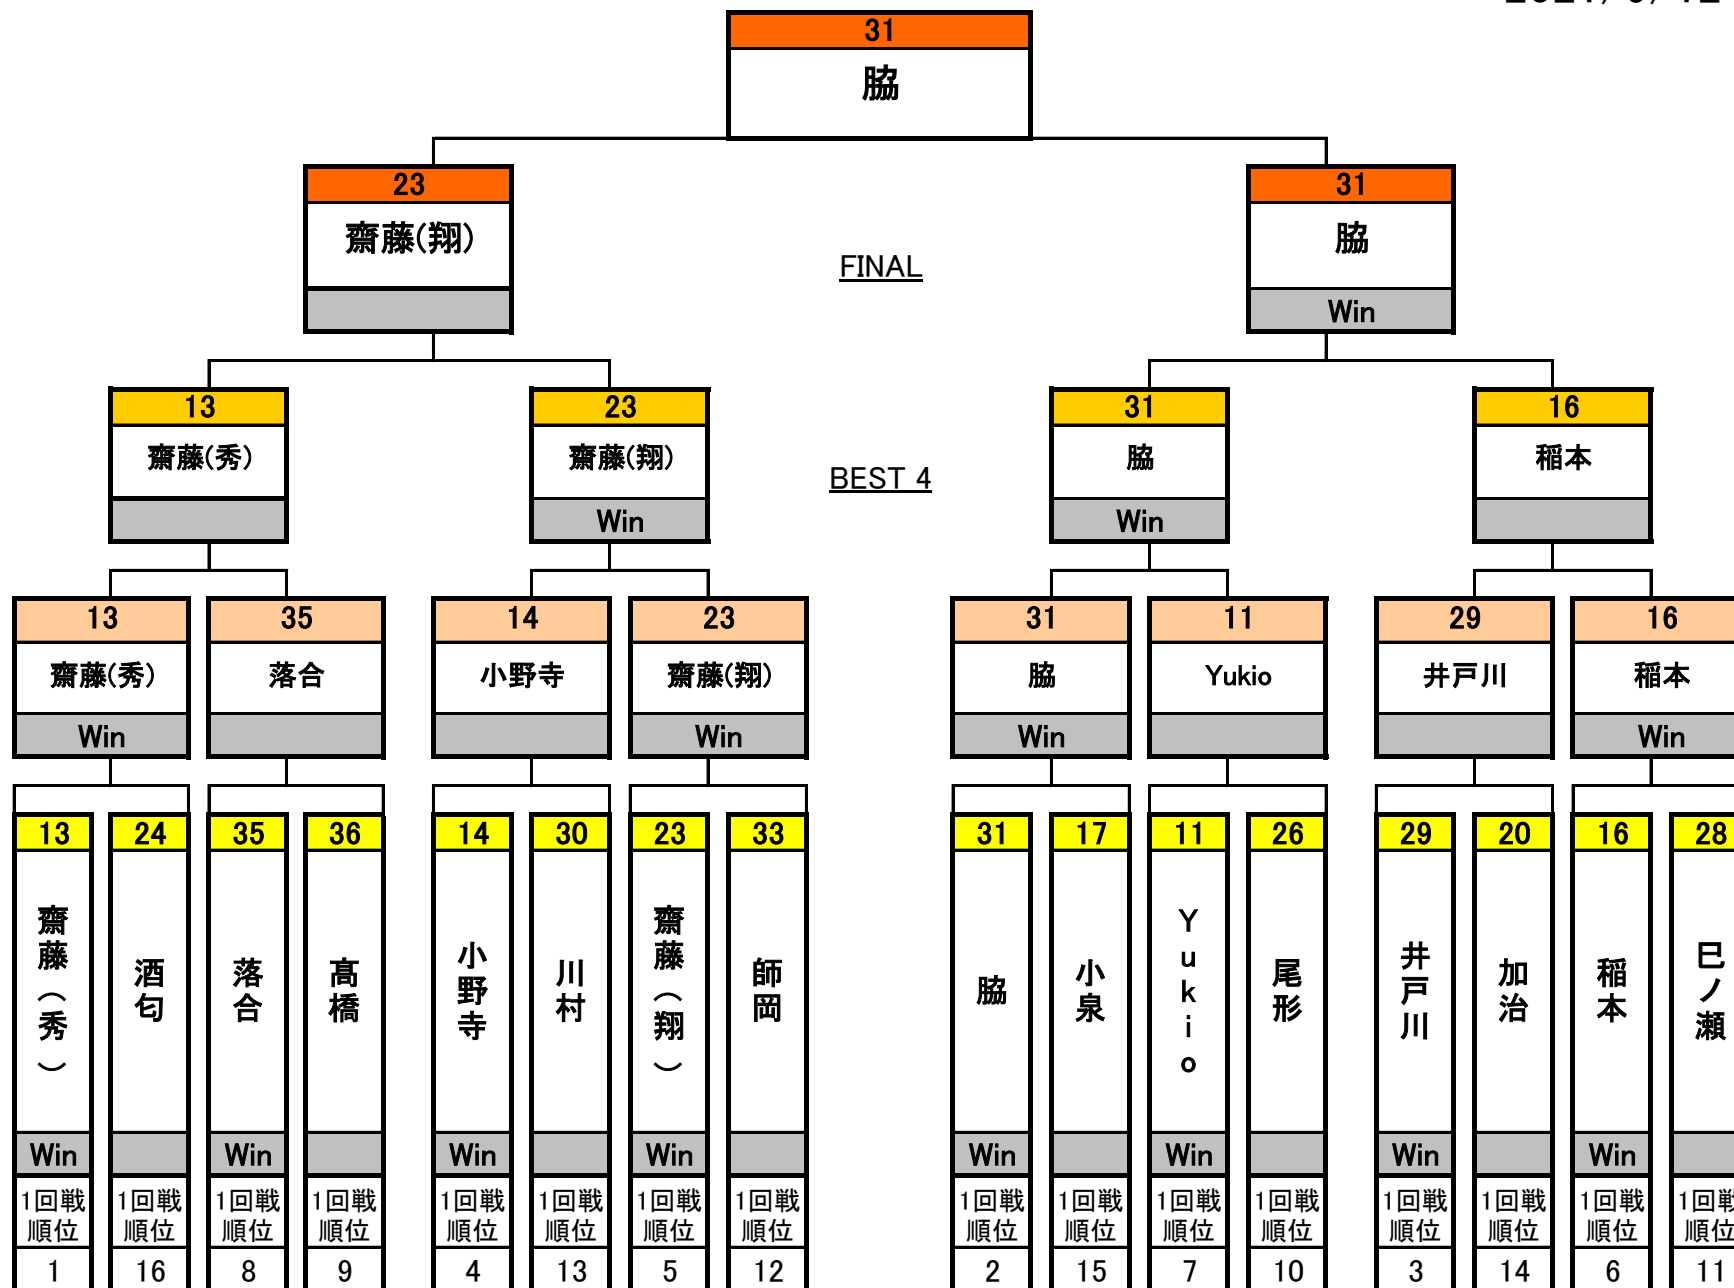 31
脇
23
31
齋藤(翔)
脇
FINAL
Win
13
23
31
16
齋藤(秀)
齋藤(翔)
脇
稲本
BEST 4
Win
Win
13
35
14
23
31
11
29
16
齋藤(秀)
落合
小野寺
齋藤(翔)
脇
Yukio
井戸川
稲本
Win
Win
Win
Win
13
24
35
36
14
30
23
33
31
17
11
26
29
20
16
28
齋藤(秀)
酒匂
落合
髙橋
小野寺
川村
齋藤(翔)
師岡
脇
小泉
Yukio
尾形
井戸川
加治
稲本
巳ノ瀬
Win
Win
Win
Win
Win
Win
Win
Win
1回戦
順位
1回戦
順位
1回戦
順位
1回戦
順位
1回戦
順位
1回戦
順位
1回戦
順位
1回戦
順位
1回戦
順位
1回戦
順位
1回戦
順位
1回戦
順位
1回戦
順位
1回戦
順位
1回戦
順位
1回戦
順位
1
16
8
9
4
13
5
12
2
15
7
10
3
14
6
11